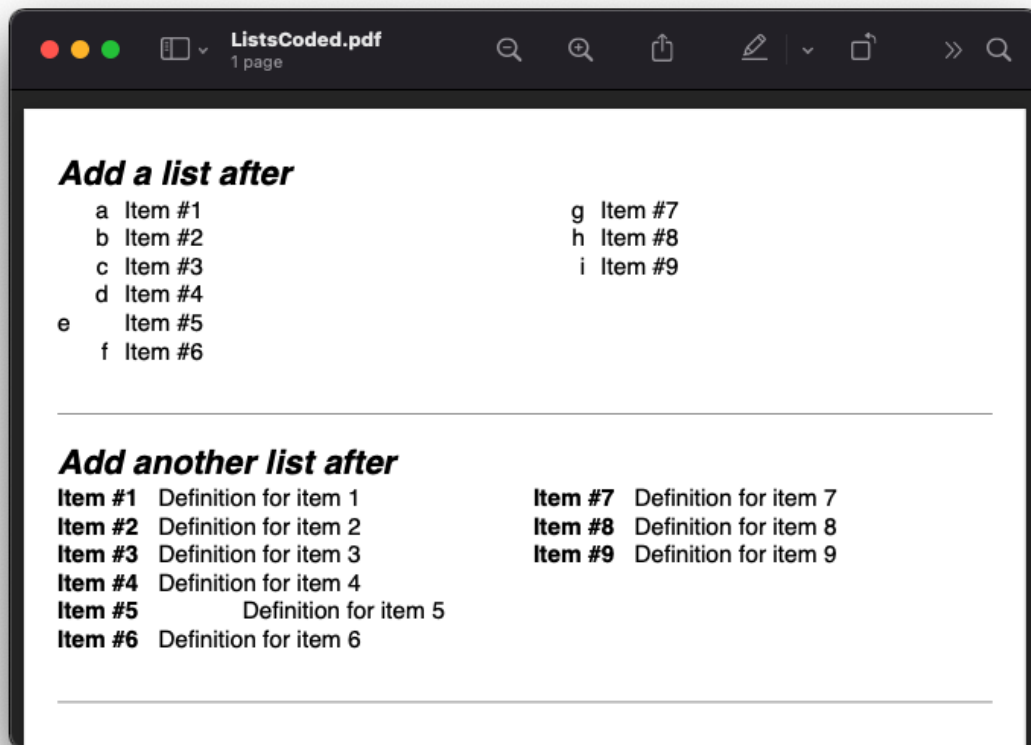 ListsCoded.pdf
1 page
Add a list after
a Item #1
b Item #2
c Item #3
d Item #4
e Item #5
f Item #6
g Item #7
h Item #8
i Item #9
Add another list after
Item #1 Definition for item 1
Item #2 Definition for item 2
Item #3 Definition for item 3
Item #4 Definition for item 4
Item #5 Definition for item 5
Item #6 Definition for item 6
Item #7 Definition for item 7
Item #8 Definition for item 8
Item #9 Definition for item 9